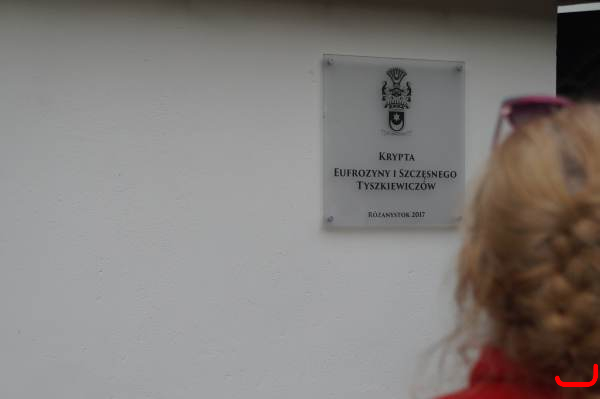 Krypta
Eufrozyny i Szczęsnego
Tyszkiewiczów
Różanystok 2017